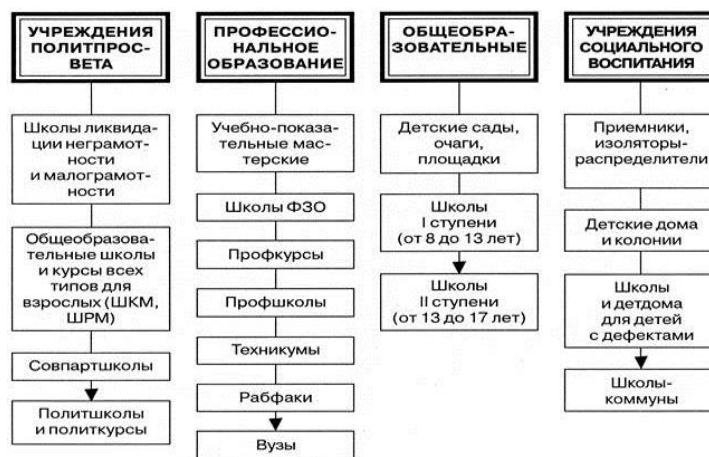 УЧРЕЖДЕНИЯ
ПОЛИТПРОС-
ВЕТА
Школы ликвида-
ции неграмот-
ности
и малограмот-
ности
Общеобразова-
тельные школы
и курсы всех
типов для
взрослых (ШКМ,
ШРМ)
Совпартшколы
Политшколы
и политкурсы
ПРОФЕССИО-
НАЛЬНОЕ
ОБРАЗОВАНИЕ
Учебно-показа-
тельные мас-
терские
Школы ФЗО
Профкурсы
Профшколы
Техникумы
Рабфаки
Вузы
ОБЩЕОБРА-
ЗОВАТЕЛЬНЫЕ
Детские сады,
очаги,
площадки
Школы
I ступени
(от 8 до 13 лет)
Школы
II ступени
(от 13 до 17 лет)
УЧРЕЖДЕНИЯ
СОЦИАЛЬНОГО
ВОСПИТАНИЯ
Приемники,
изоляторы-
распределители
Детские дома
и колонии
Школы
и детдома
для детей
с дефектами
Школы-
коммуны